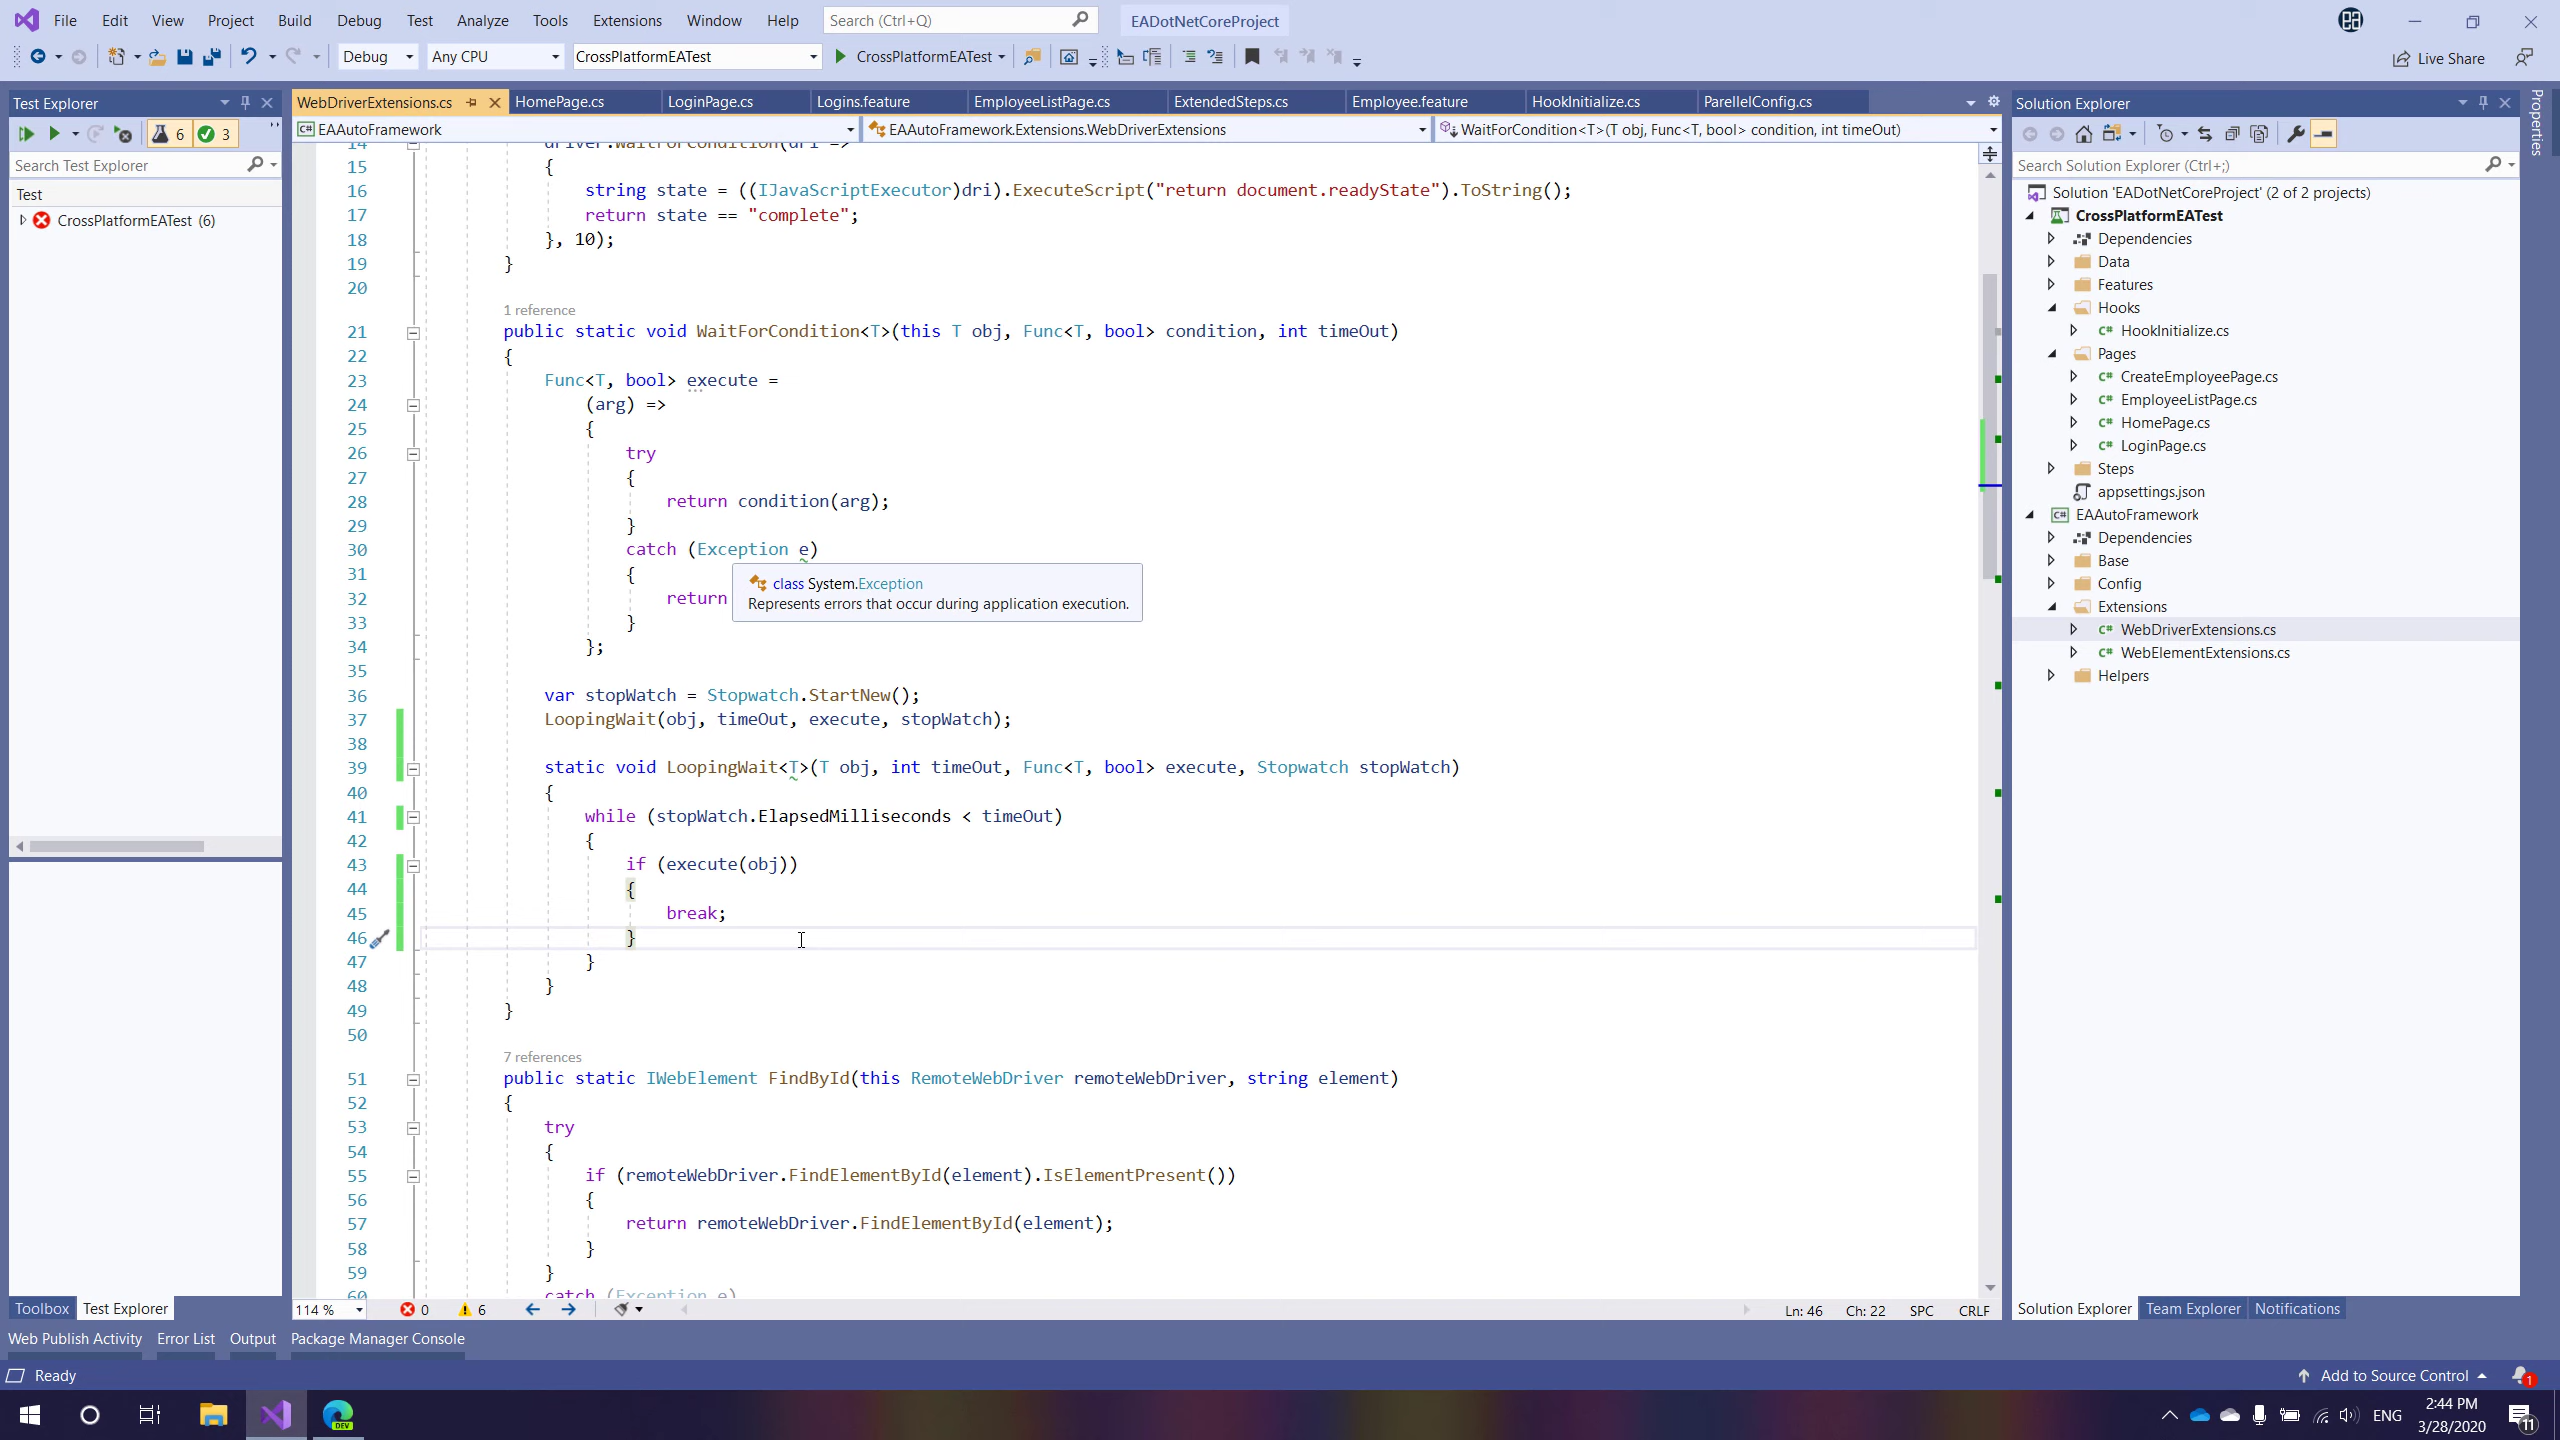 File Edit View Project Build Debug Test Analyze Tools Extensions Window Help Search (Ctrl+Q) EADotNetCoreProject
Debug Any CPU CrossPlatformEATest CrossPlatformEATest Live Share
Test Explorer
6 3
Search Test Explorer
Test
CrossPlatformEATest (6)
WebDriverExtensions.cs HomePage.cs LoginPage.cs Logins.feature EmployeeListPage.cs ExtendedSteps.cs Employee.feature HookInitialize.cs ParellelConfig.cs
EAAutoFramework EAAutoFramework.Extensions.WebDriverExtensions WaitForCondition<T>(T obj, Func<T, bool> condition, int timeOut)
14 driver.WaitForCondition(dri =>
15 {
16 string state = ((IJavaScriptExecutor)dri).ExecuteScript("return document.readyState").ToString();
17 return state == "complete";
18 }, 10);
19 }
20
1 reference
21 public static void WaitForCondition<T>(this T obj, Func<T, bool> condition, int timeOut)
22 {
23 Func<T, bool> execute =
24 (arg) =>
25 {
26 try
27 {
28 return condition(arg);
29 }
30 catch (Exception e)
31 {
32 return
33 }
34 };
35
36 var stopWatch = Stopwatch.StartNew();
37 LoopingWait(obj, timeOut, execute, stopWatch);
38
39 static void LoopingWait<T>(T obj, int timeOut, Func<T, bool> execute, Stopwatch stopWatch)
40 {
41 while (stopWatch.ElapsedMilliseconds < timeOut)
42 {
43 if (execute(obj))
44 {
45 break;
46 }
47 }
48 }
49 }
50
7 references
51 public static IWebElement FindById(this RemoteWebDriver remoteWebDriver, string element)
52 {
53 try
54 {
55 if (remoteWebDriver.FindElementById(element).IsElementPresent())
56 {
57 return remoteWebDriver.FindElementById(element);
58 }
59 }
60 catch (Exception e)
class System.Exception
Represents errors that occur during application execution.
114 % 0 6 Ln: 46 Ch: 22 SPC CRLF
Solution Explorer
Search Solution Explorer (Ctrl+;)
Solution 'EADotNetCoreProject' (2 of 2 projects)
CrossPlatformEATest
Dependencies
Data
Features
Hooks
C# HookInitialize.cs
Pages
C# CreateEmployeePage.cs
C# EmployeeListPage.cs
C# HomePage.cs
C# LoginPage.cs
Steps
appsettings.json
C# EAAutoFramework
Dependencies
Base
Config
Extensions
C# WebDriverExtensions.cs
C# WebElementExtensions.cs
Helpers
Properties
Toolbox Test Explorer
Solution Explorer Team Explorer Notifications
Web Publish Activity Error List Output Package Manager Console
Ready Add to Source Control 1
DEV
ENG
2:44 PM
3/28/2020
11